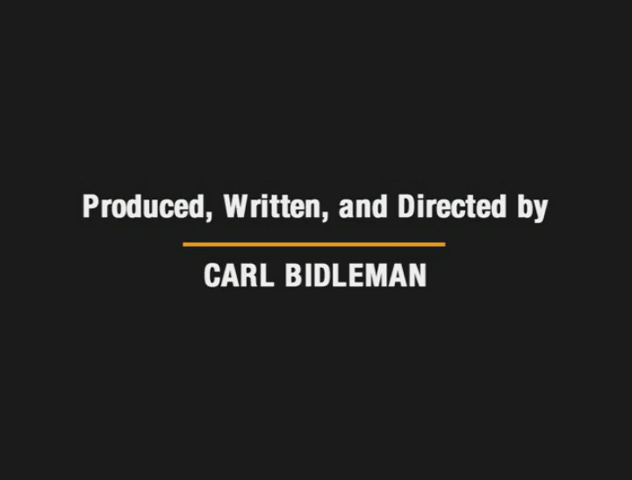 Produced, Written, and Directed by
CARL BIDLEMAN